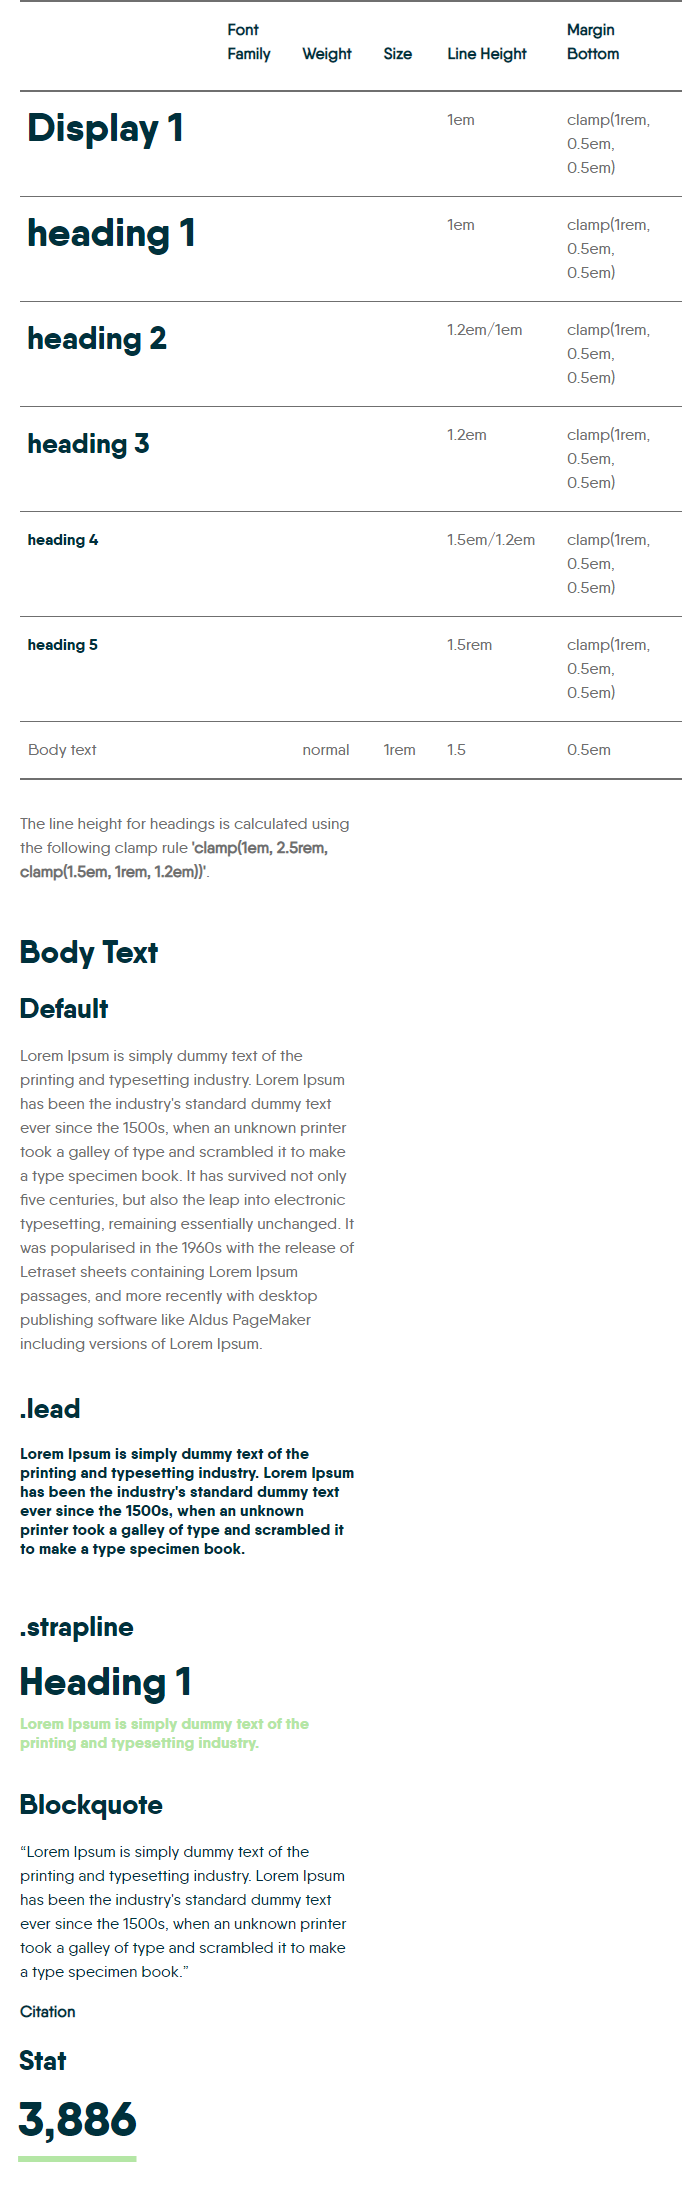 Font Family Weight Size Line Height Margin Bottom
Display 1 1em clamp(1rem, 0.5em, 0.5em)
heading 1 1em clamp(1rem, 0.5em, 0.5em)
heading 2 1.2em/1em clamp(1rem, 0.5em, 0.5em)
heading 3 1.2em clamp(1rem, 0.5em, 0.5em)
heading 4 1.5em/1.2em clamp(1rem, 0.5em, 0.5em)
heading 5 1.5rem clamp(1rem, 0.5em, 0.5em)
Body text normal 1rem 1.5 0.5em
The line height for headings is calculated using
the following clamp rule 'clamp(1em, 2.5rem,
clamp(1.5em, 1rem, 1.2em))'.
Body Text
Default
Lorem Ipsum is simply dummy text of the
printing and typesetting industry. Lorem Ipsum
has been the industry's standard dummy text
ever since the 1500s, when an unknown printer
took a galley of type and scrambled it to make
a type specimen book. It has survived not only
five centuries, but also the leap into electronic
typesetting, remaining essentially unchanged. It
was popularised in the 1960s with the release of
Letraset sheets containing Lorem Ipsum
passages, and more recently with desktop
publishing software like Aldus PageMaker
including versions of Lorem Ipsum.
.lead
Lorem Ipsum is simply dummy text of the
printing and typesetting industry. Lorem Ipsum
has been the industry's standard dummy text
ever since the 1500s, when an unknown
printer took a galley of type and scrambled it
to make a type specimen book.
.strapline
Heading 1
Lorem Ipsum is simply dummy text of the
printing and typesetting industry.
Blockquote
“Lorem Ipsum is simply dummy text of the
printing and typesetting industry. Lorem Ipsum
has been the industry's standard dummy text
ever since the 1500s, when an unknown printer
took a galley of type and scrambled it to make
a type specimen book.”
Citation
Stat
3,886